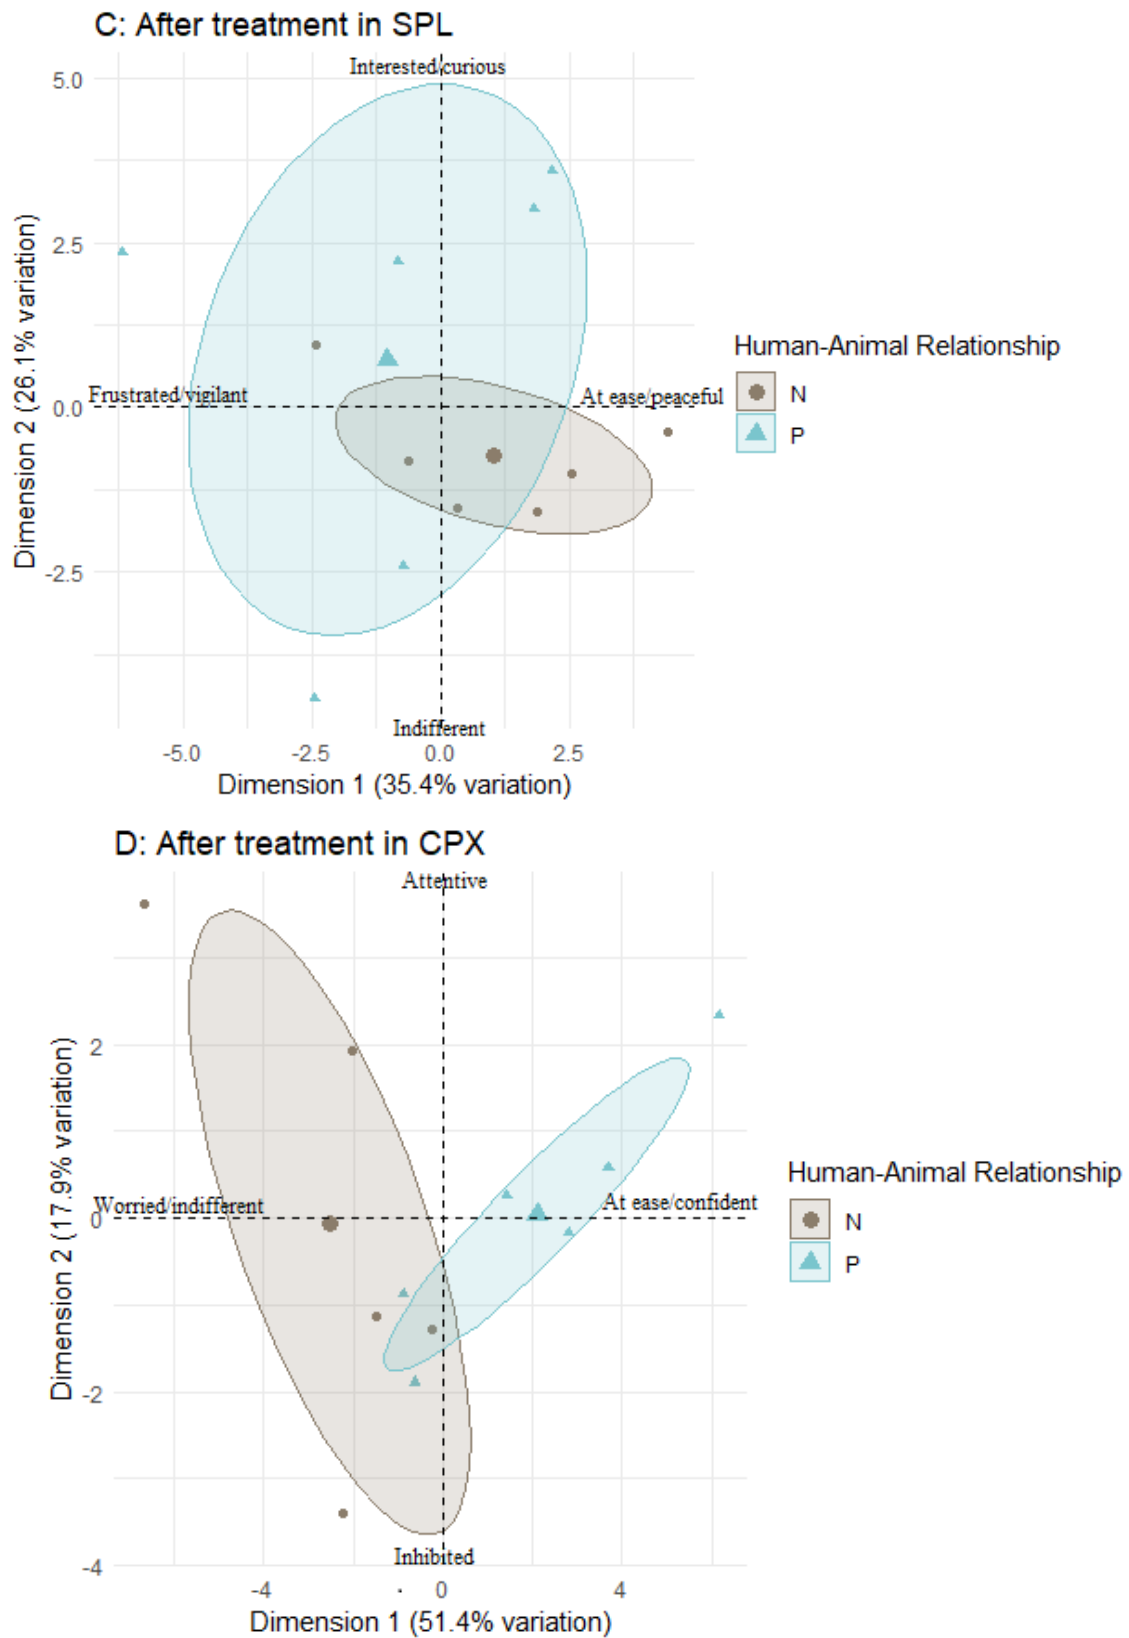 C: After treatment in SPL
Interested/curious
5.0
2.5
0.0
-2.5
Dimension 2 (26.1% variation)
Frustrated/vigilant
At ease/peaceful
Indifferent
-5.0 -2.5 0.0 2.5
Dimension 1 (35.4% variation)
Human-Animal Relationship
N
P
D: After treatment in CPX
Attentive
2
0
-2
-4
Dimension 2 (17.9% variation)
Worried/indifferent
At ease/confident
Inhibited
-4 0 4
Dimension 1 (51.4% variation)
Human-Animal Relationship
N
P